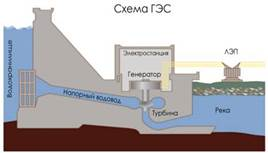 Схема ГЭС
Электростанция
ЛЭП
Генератор
Водохранилище
Напорный водовод
Турбина
Река